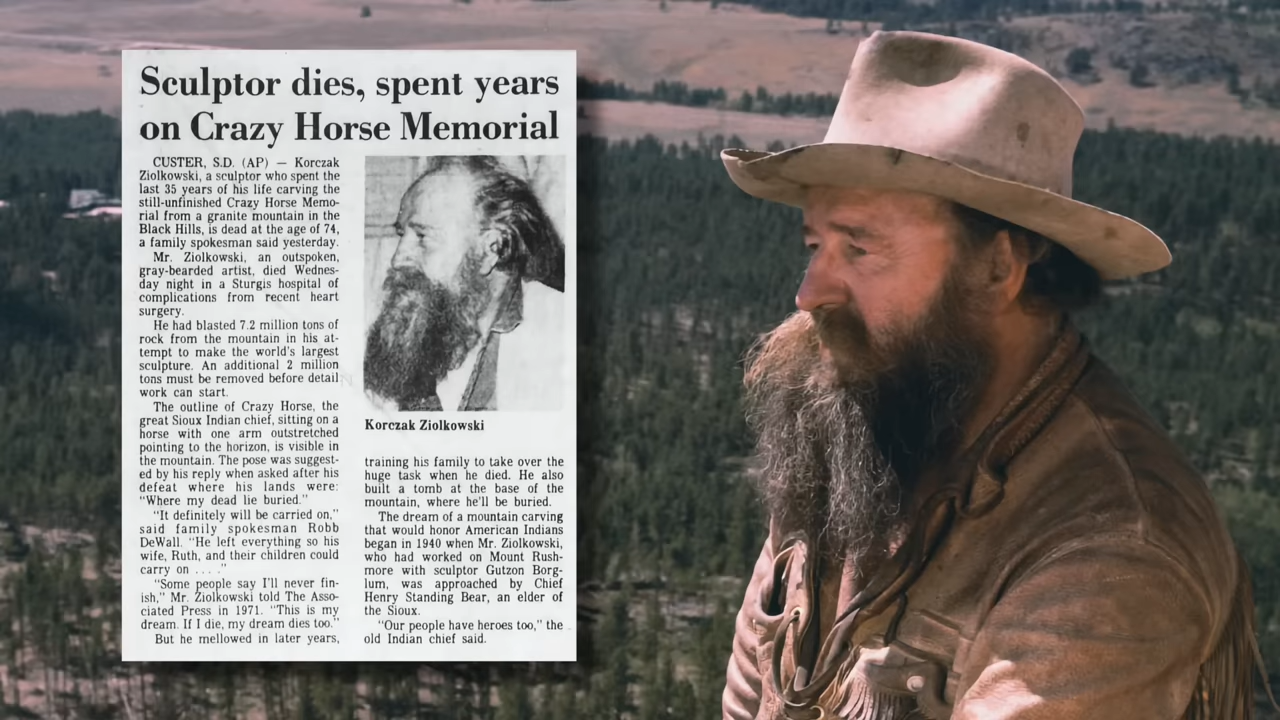 Sculptor dies, spent years
on Crazy Horse Memorial
CUSTER, S.D. (AP) — Korczak
Ziolkowski, a sculptor who spent the
last 35 years of his life carving the
still-unfinished Crazy Horse Memo-
rial from a granite mountain in the
Black Hills, is dead at the age of 74,
a family spokesman said yesterday.
Mr. Ziolkowski, an outspoken,
gray-bearded artist, died Wednes-
day night in a Sturgis hospital of
complications from recent heart
surgery.
He had blasted 7.2 million tons of
rock from the mountain in his at-
tempt to make the world's largest
sculpture. An additional 2 million
tons must be removed before detail
work can start.
The outline of Crazy Horse, the
great Sioux Indian chief, sitting on a
horse with one arm outstretched
pointing to the horizon, is visible in
the mountain. The pose was suggest-
ed by his reply when asked after his
defeat where his lands were:
"Where my dead lie buried."
"It definitely will be carried on,"
said family spokesman Robb
DeWall. "He left everything so his
wife, Ruth, and their children could
carry on . . . ."
"Some people say I'll never fin-
ish," Mr. Ziolkowski told The Asso-
ciated Press in 1971. "This is my
dream. If I die, my dream dies too."
But he mellowed in later years,
Korczak Ziolkowski
training his family to take over the
huge task when he died. He also
built a tomb at the base of the
mountain, where he'll be buried.
The dream of a mountain carving
that would honor American Indians
began in 1940 when Mr. Ziolkowski,
who had worked on Mount Rush-
more with sculptor Gutzon Borg-
lum, was approached by Chief
Henry Standing Bear, an elder of
the Sioux.
"Our people have heroes too," the
old Indian chief said.